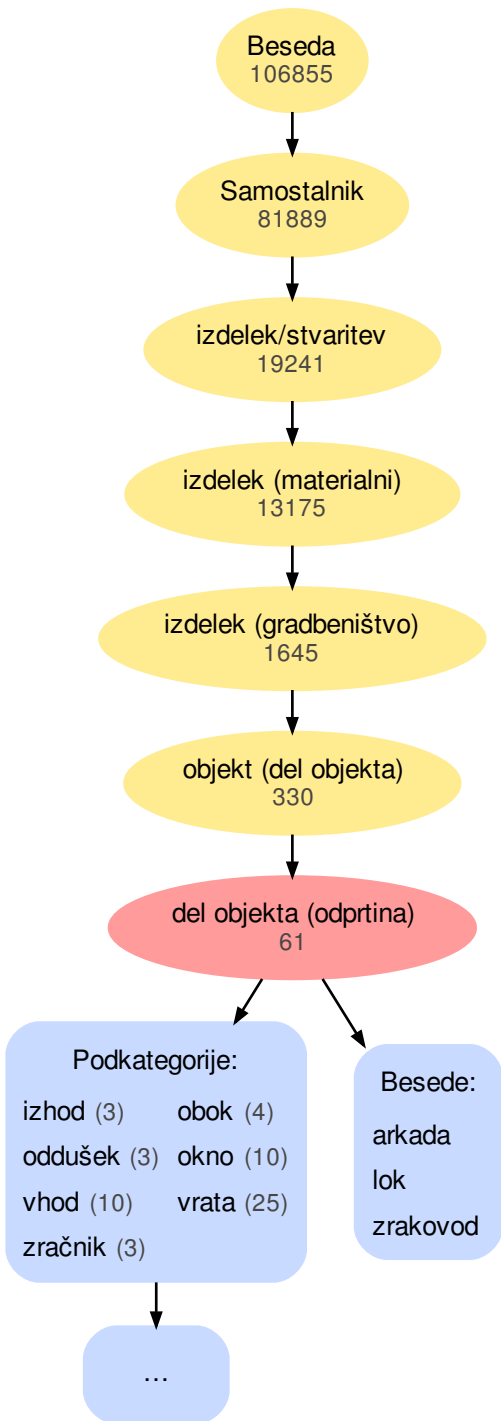 Beseda
106855
Samostalnik
81889
izdelek/stvaritev
19241
izdelek (materialni)
13175
izdelek (gradbeništvo)
1645
objekt (del objekta)
330
del objekta (odprtina)
61
Podkategorije:
izhod (3) obok (4)
oddušek (3) okno (10)
vhod (10) vrata (25)
zračnik (3)
Besede:
arkada
lok
zrakovod
...